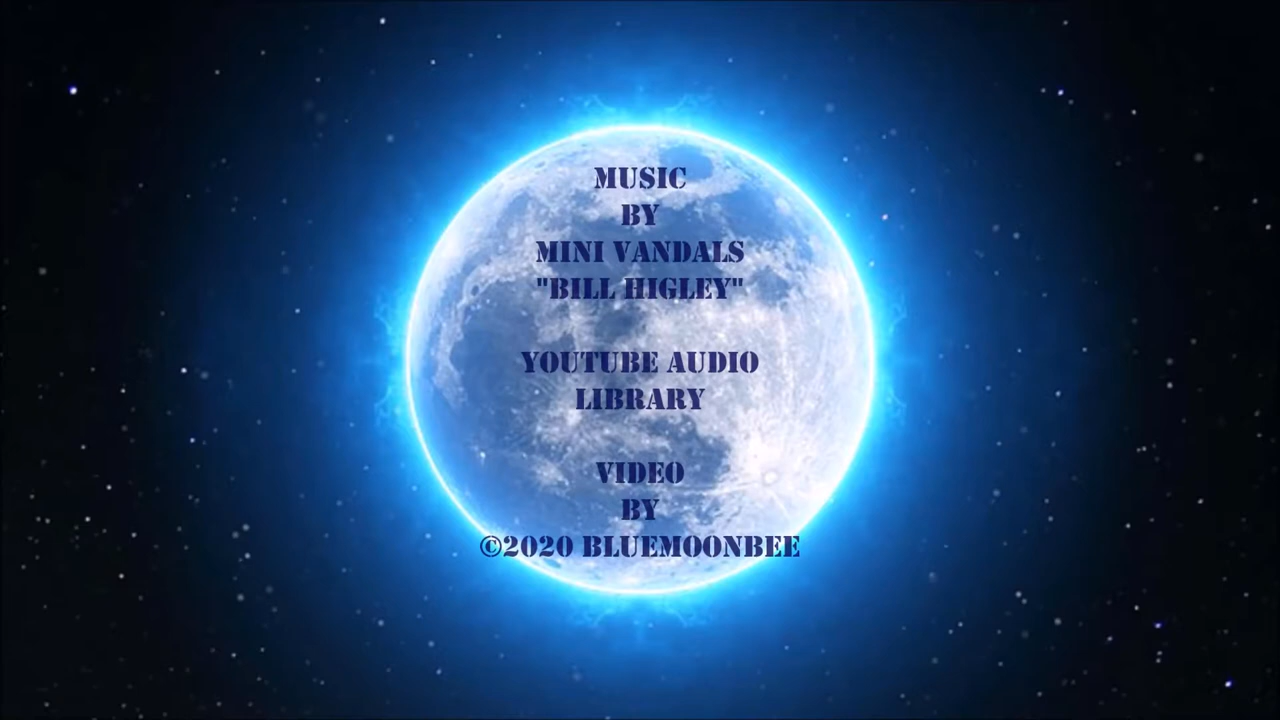 MUSIC
BY
MINI VANDALS
"BILL HIGLEY"
YOUTUBE AUDIO
LIBRARY
VIDEO
BY
©2020 BLUEMOONBEE